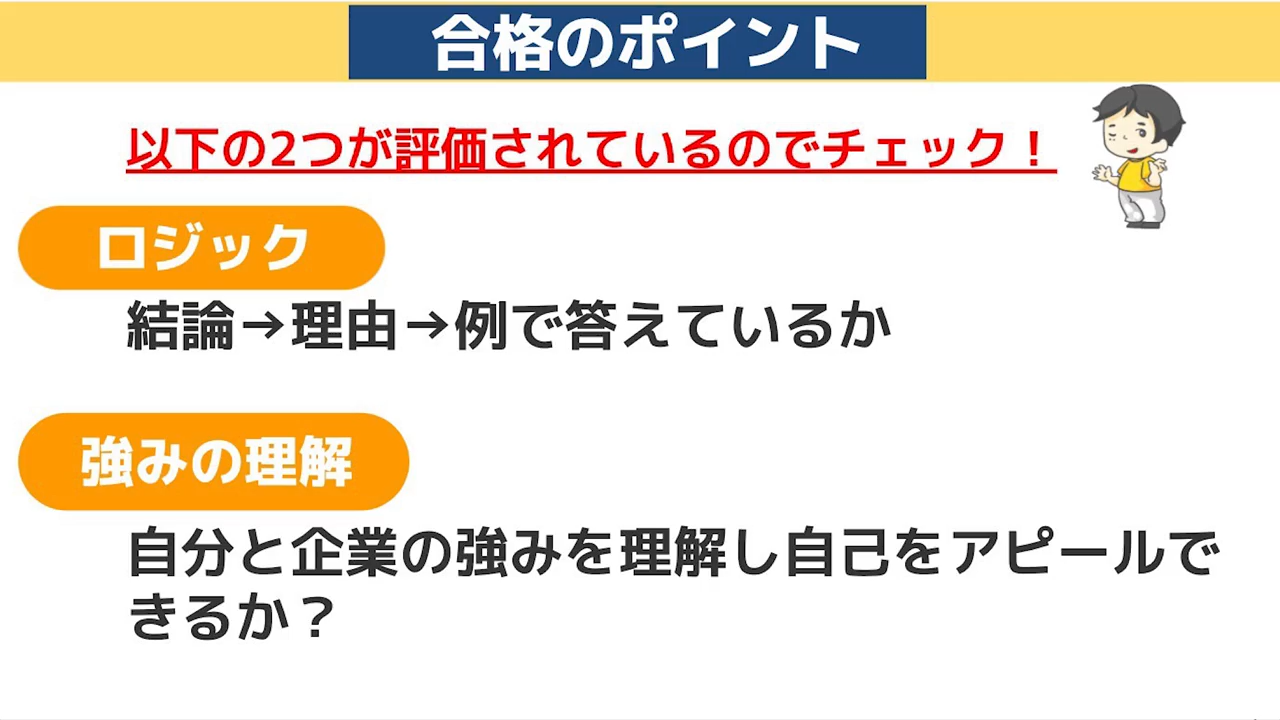 合格のポイント
以下の2つが評価されているのでチェック！
ロジック
結論→理由→例で答えているか
強みの理解
自分と企業の強みを理解し自己をアピールで
きるか？